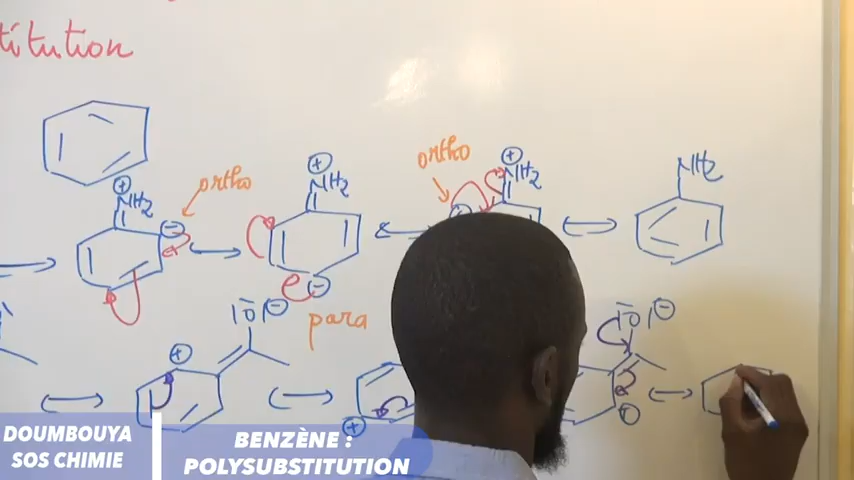 titution
ortho
ortho
⊕ NH2
⊕ NH2
⊕ NH2
NH2
⊖
⊖
para
|O|⊖
|O|⊖
⊕
⊕
DOUMBOUYA
SOS CHIMIE
BENZÈNE :
POLYSUBSTITUTION